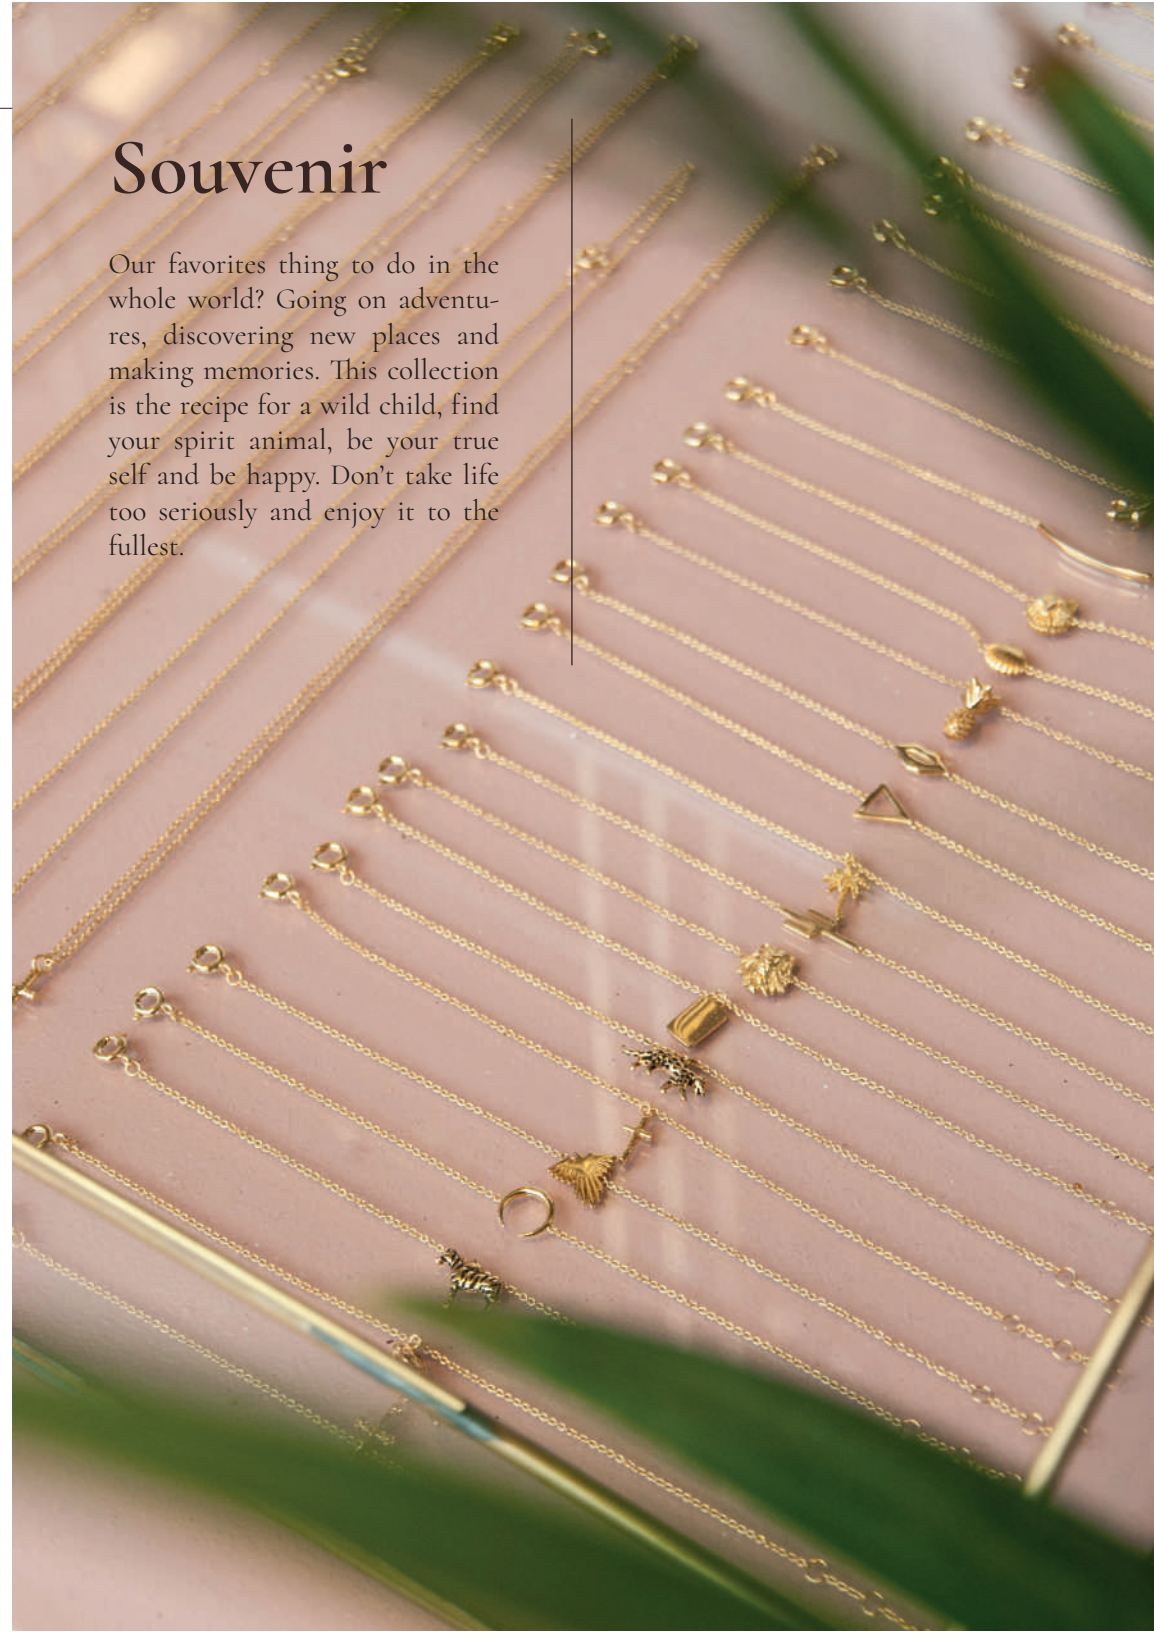 Souvenir
Our favorites thing to do in the
whole world? Going on adventu-
res, discovering new places and
making memories. This collection
is the recipe for a wild child, find
your spirit animal, be your true
self and be happy. Don't take life
too seriously and enjoy it to the
fullest.